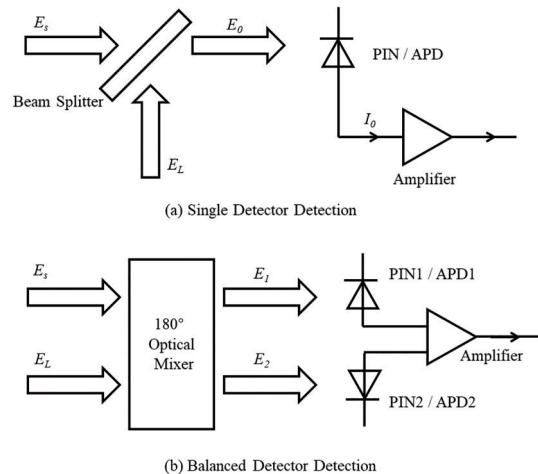 E_s
E_0
PIN / APD
Beam Splitter
I_0
E_L
Amplifier
(a) Single Detector Detection
E_s
E_1
PIN1 / APD1
180°
Optical
Mixer
E_L
E_2
Amplifier
PIN2 / APD2
(b) Balanced Detector Detection